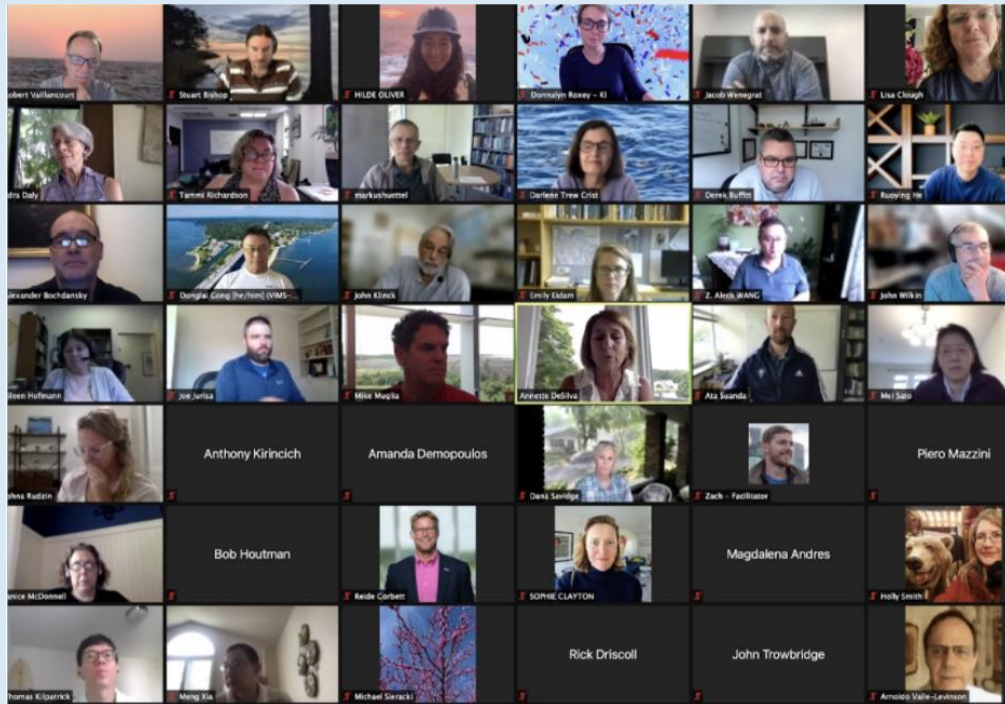 obert Vaillancourt
Stuart Bishop
HILDE OLIVER
Donnalyn Roxey - KI
Jacob Wenegrat
Lisa Clough
dra Daly
Tammi Richardson
markushuettel
Darlene Trew Crist
Derek Buffitt
Ruoying He
lexander Bochdansky
Donglai Gong [he/him] (VIMS-...
John Klinck
Emily Eidam
Z. Aleck WANG
John Wilkin
ileen Hofmann
Joe Jurisa
Mike Muglia
Annette DeSilva
Ata Suanda
Mei Sato
ohna Rudzin
Anthony Kirincich
Amanda Demopoulos
Dana Savidge
Zach - Facilitator
Piero Mazzini
anice McDonnell
Bob Houtman
Reide Corbett
SOPHIE CLAYTON
Magdalena Andres
Holly Smith
homas Kilpatrick
Meng Xia
Michael Sieracki
Rick Driscoll
John Trowbridge
Arnoldo Valle-Levinson